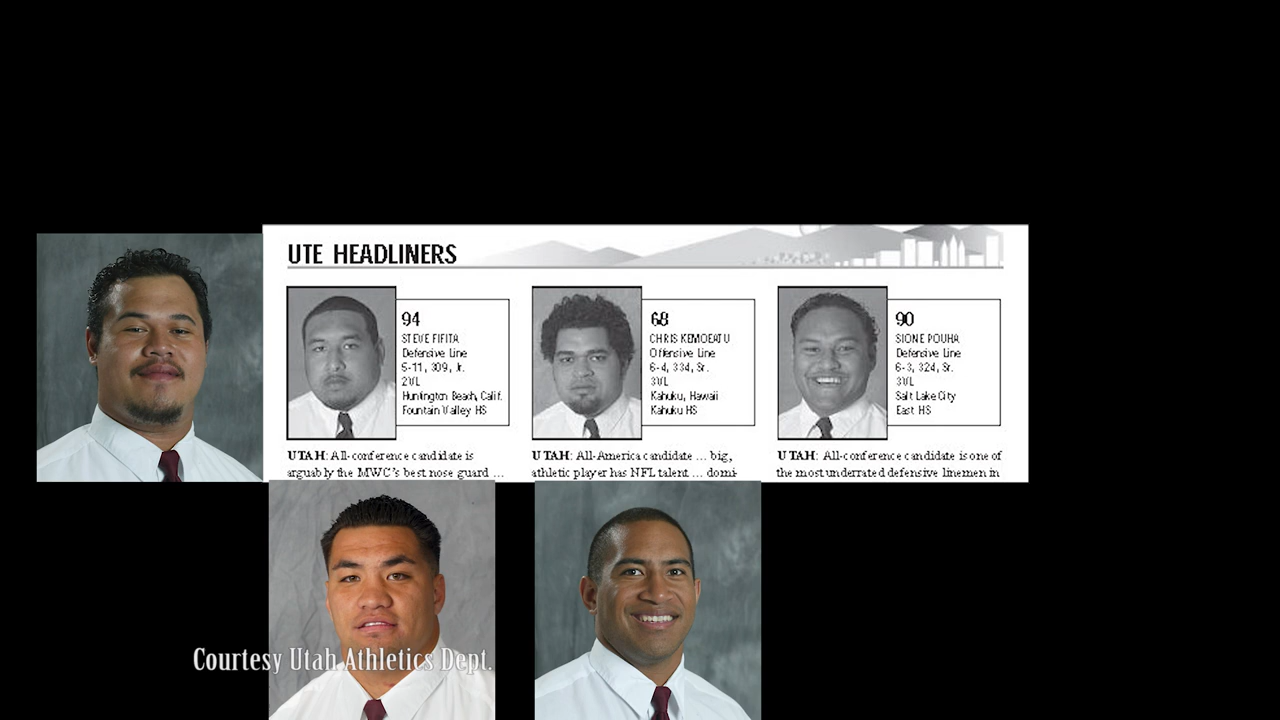 UTE HEADLINERS
94
STEVE FIFITA
Defensive Line
5-11, 309, Jr.
2VL
Huntington Beach, Calif.
Fountain Valley HS
UTAH: All-conference candidate is
arguably the MWC's best nose guard ...
68
CHRIS KEMOEATU
Offensive Line
6-4, 334, Sr.
3VL
Kahuku, Hawaii
Kahuku HS
UTAH: All-America candidate ... big,
athletic player has NFL talent ... domi-
90
SIONE POUHA
Defensive Line
6-3, 324, Sr.
3VL
Salt Lake City
East HS
UTAH: All-conference candidate is one of
the most underrated defensive linemen in
Courtesy Utah Athletics Dept.